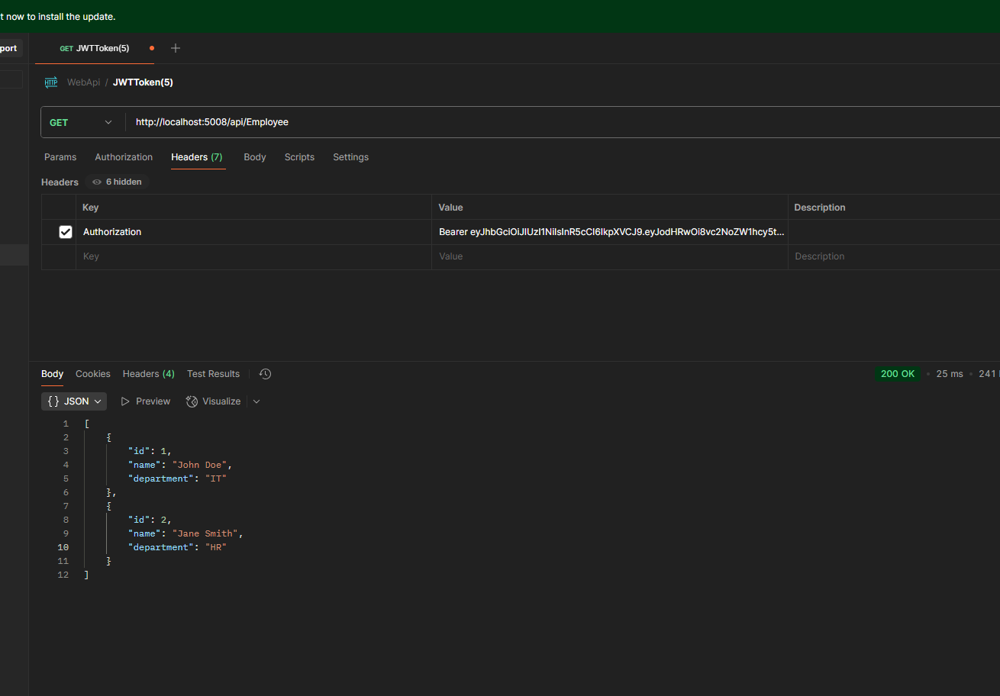 t now to install the update.
port
GET JWTToken(5)
HTTP WebApi / JWTToken(5)
GET http://localhost:5008/api/Employee
Params Authorization Headers (7) Body Scripts Settings
Headers 6 hidden
Key Value Description
Authorization Bearer eyJhbGciOiJIUzI1NiIsInR5cCI6IkpXVCJ9.eyJodHRwOi8vc2NoZW1hcy5t...
Key Value Description
Body Cookies Headers (4) Test Results 200 OK 25 ms 241
{} JSON Preview Visualize
1 [
2 {
3 "id": 1,
4 "name": "John Doe",
5 "department": "IT"
6 },
7 {
8 "id": 2,
9 "name": "Jane Smith",
10 "department": "HR"
11 }
12 ]